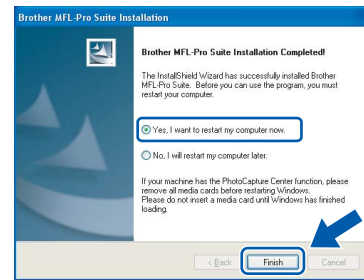 Brother MFL-Pro Suite Installation
Brother MFL-Pro Suite Installation Completed!
The InstallShield Wizard has successfully installed Brother
MFL-Pro Suite. Before you can use the program, you must
restart your computer.
Yes, I want to restart my computer now.
No, I will restart my computer later.
If your machine has the PhotoCapture Center function, please
remove all media cards before restarting Windows.
Please do not insert a media card until Windows has finished
loading.
< Back Finish Cancel